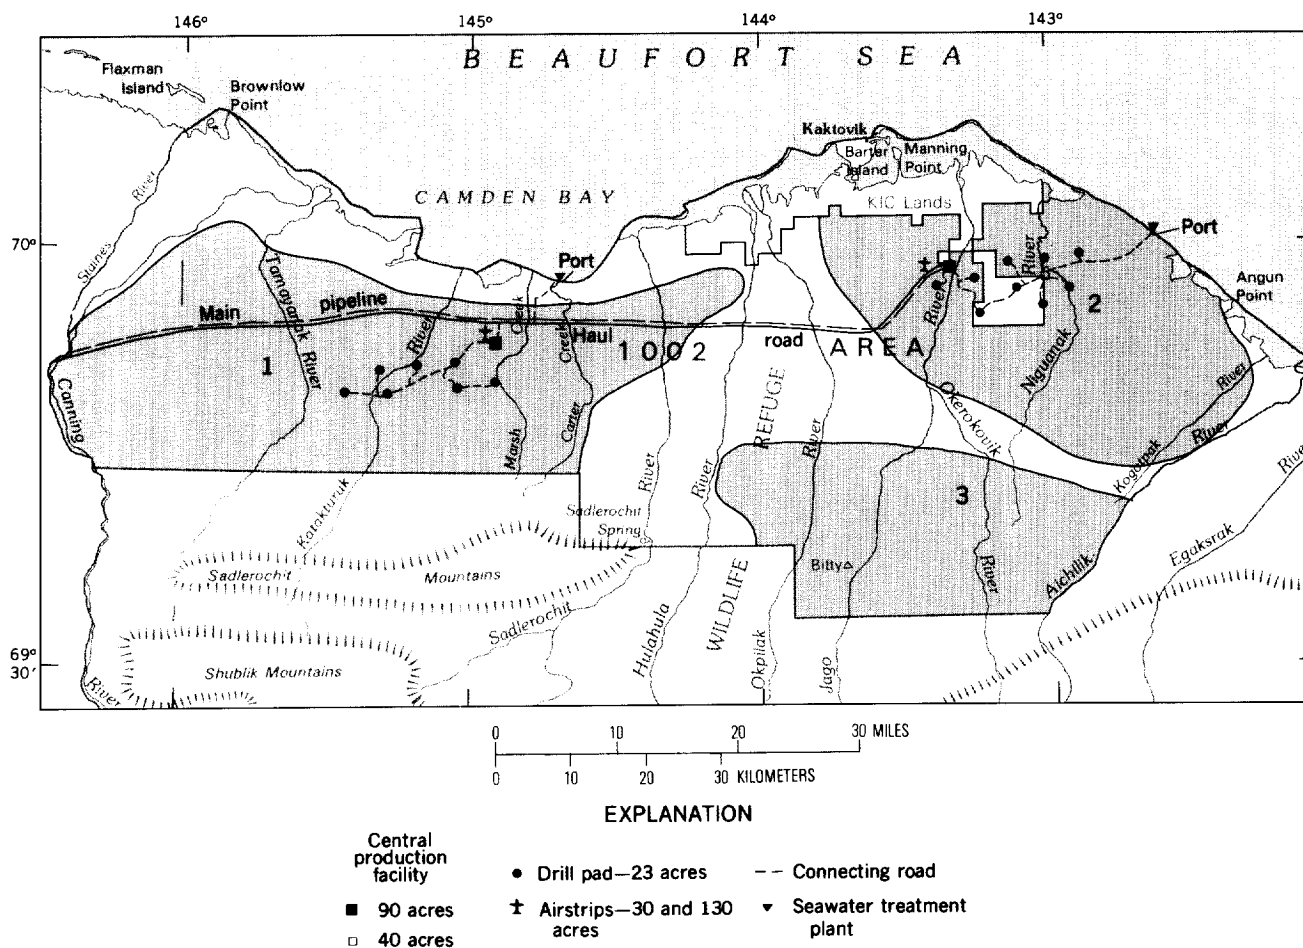 146°
145°
144°
143°
BEAUFORT SEA
Flaxman
Island
Brownlow
Point
Kaktovik
Barter
Island
Manning
Point
Staines
River
CAMDEN BAY
KIC Lands
70°
Port
Port
Tamayariak River
River
Creek
Creek
River
River
Angun
Point
Main
pipeline
Haul
road
1
1002
AREA
2
REFUGE
Canning
Niguanak
Okerokovik
River
River
Marsh
Carter
River
River
River
Kogotpak
River
Katakturuk
Sadlerochit
Spring
3
Sadlerochit
Mountains
Bitty
WILDLIFE
River
Aichilik
Egaksrak
Sadlerochit
Hulahula
Okpilak
Jago
69°
30'
Shublik Mountains
River
0 10 20 30 MILES
0 10 20 30 KILOMETERS
EXPLANATION
Central
production
facility
90 acres
40 acres
Drill pad—23 acres
Airstrips—30 and 130
acres
Connecting road
Seawater treatment
plant